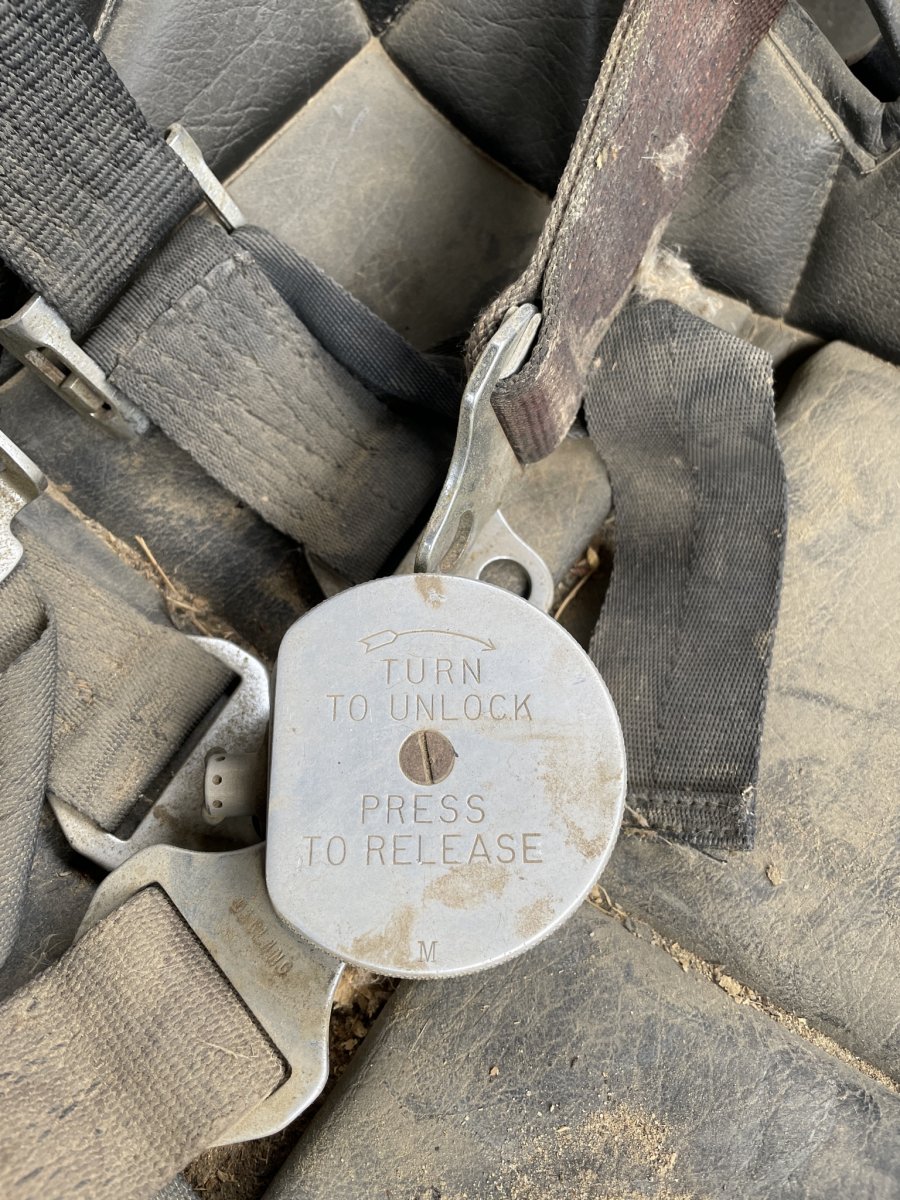 TURN
TO UNLOCK
PRESS
TO RELEASE
M